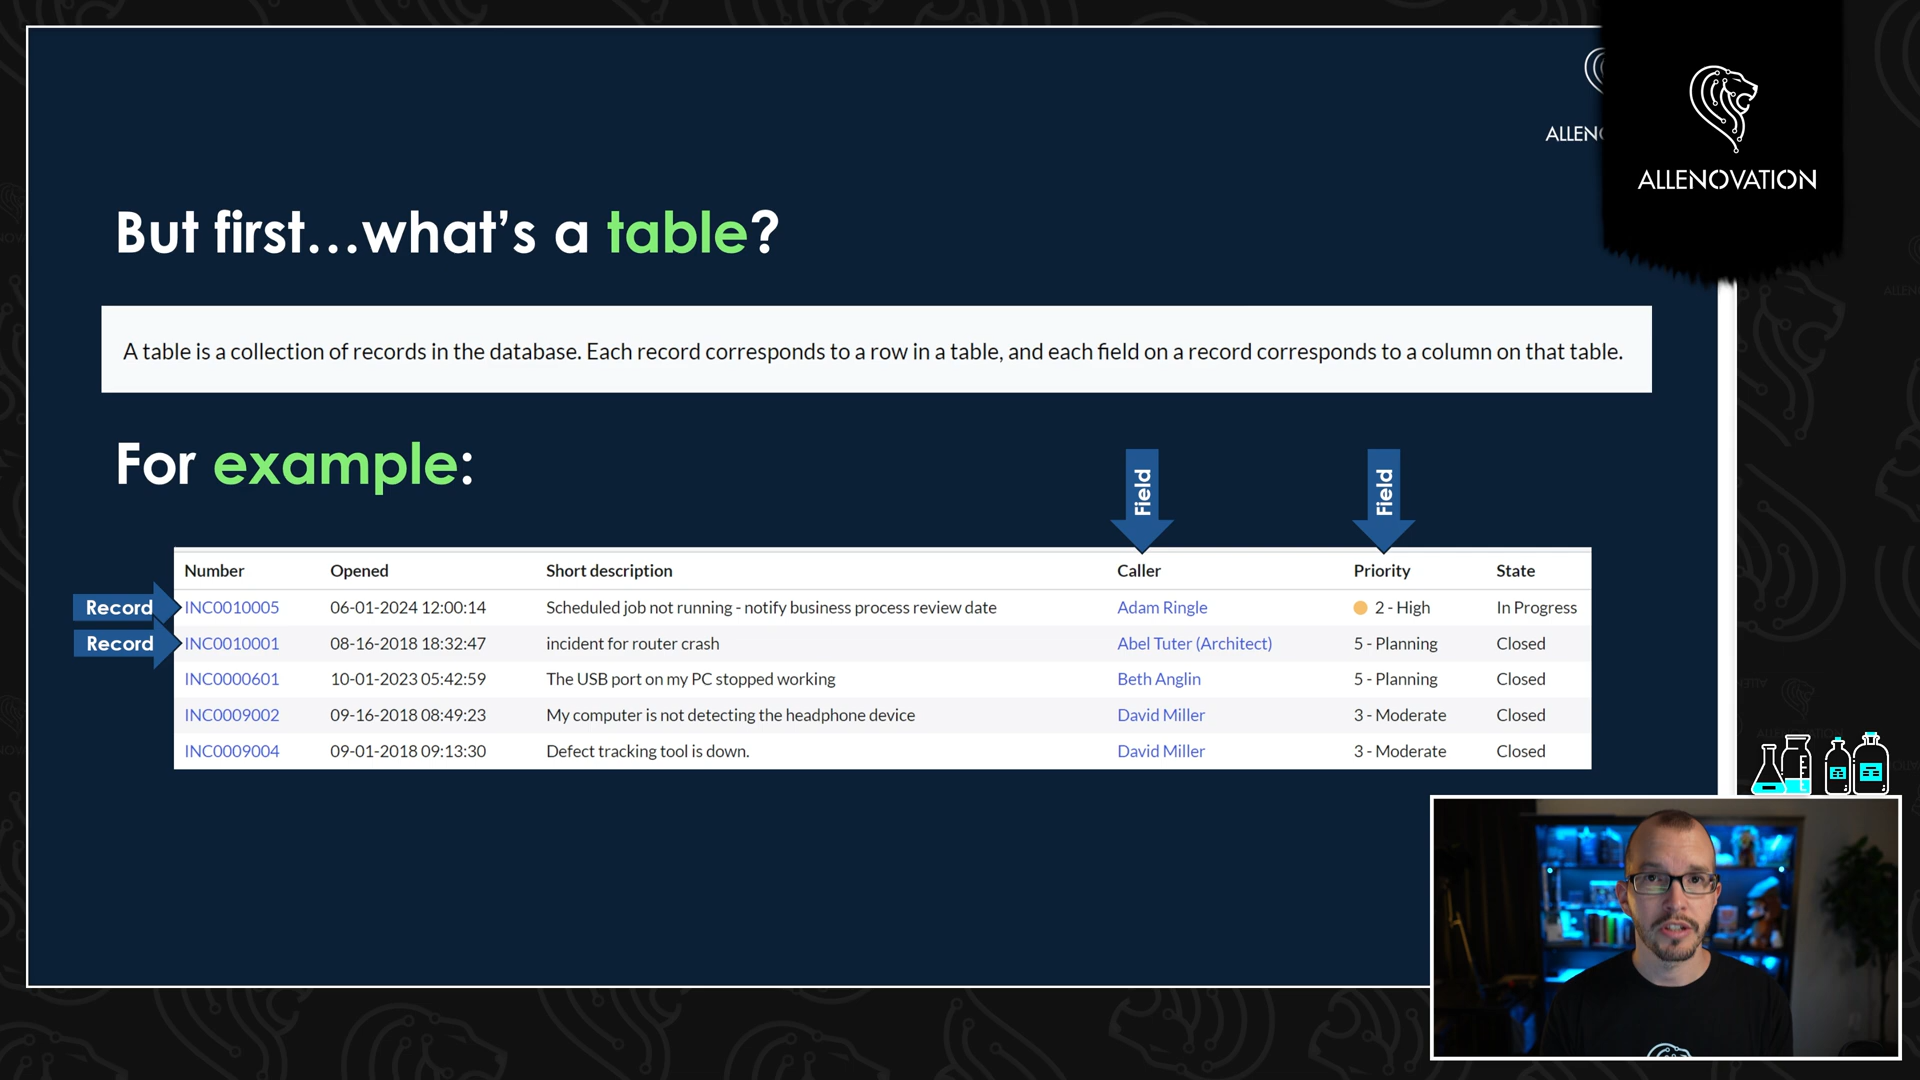 ALLENOVATION
But first...what's a table?
A table is a collection of records in the database. Each record corresponds to a row in a table, and each field on a record corresponds to a column on that table.
For example:
Field Field
Number Opened Short description Caller Priority State
Record INC0010005 06-01-2024 12:00:14 Scheduled job not running - notify business process review date Adam Ringle 2 - High In Progress
Record INC0010001 08-16-2018 18:32:47 incident for router crash Abel Tuter (Architect) 5 - Planning Closed
INC0000601 10-01-2023 05:42:59 The USB port on my PC stopped working Beth Anglin 5 - Planning Closed
INC0009002 09-16-2018 08:49:23 My computer is not detecting the headphone device David Miller 3 - Moderate Closed
INC0009004 09-01-2018 09:13:30 Defect tracking tool is down. David Miller 3 - Moderate Closed